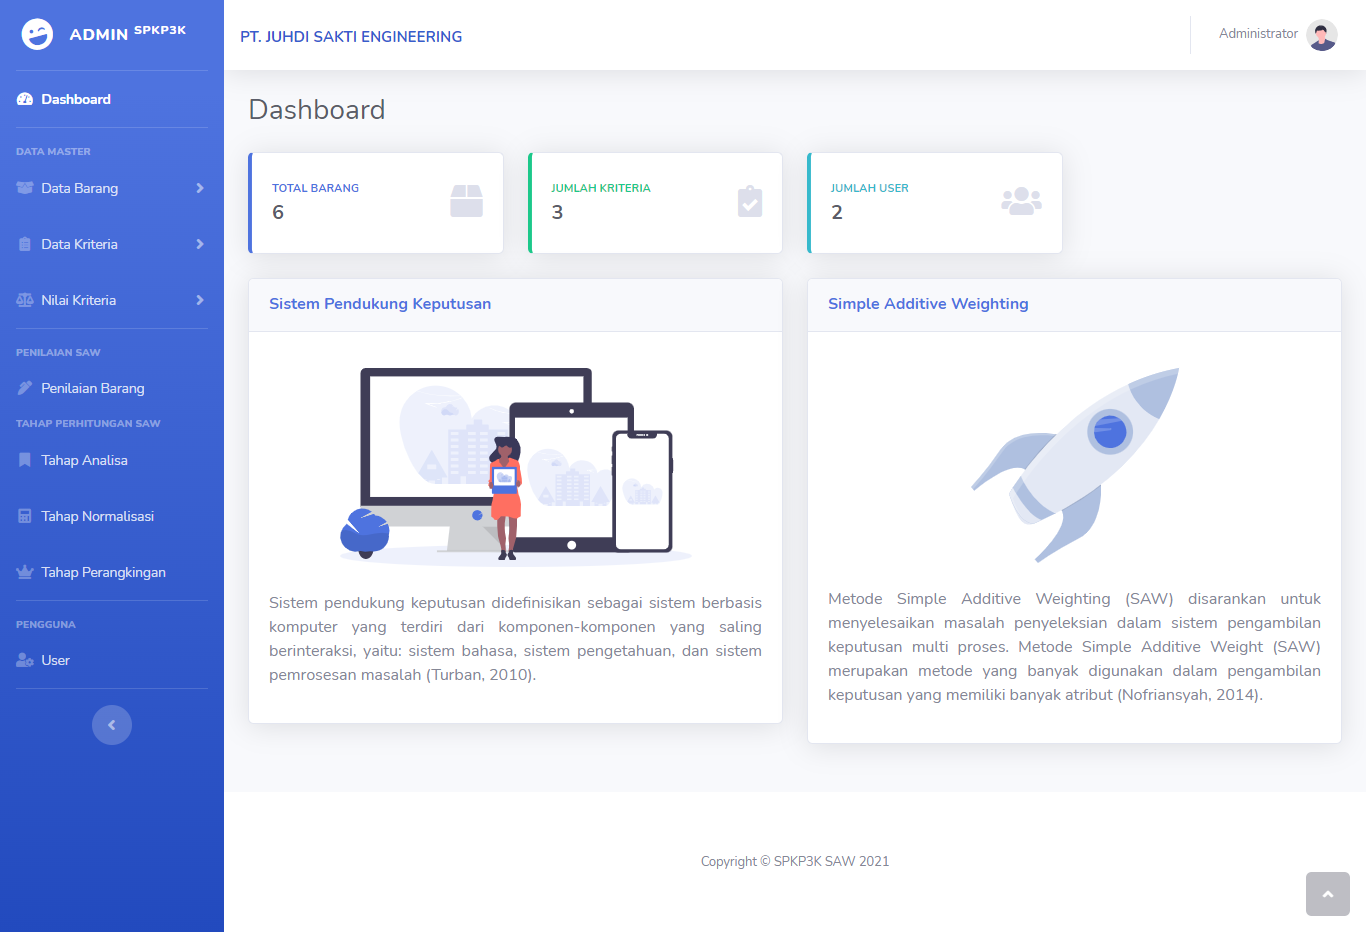 ADMIN SPKP3K
Dashboard
DATA MASTER
Data Barang
Data Kriteria
Nilai Kriteria
PENILAIAN SAW
Penilaian Barang
TAHAP PERHITUNGAN SAW
Tahap Analisa
Tahap Normalisasi
Tahap Perangkingan
PENGGUNA
User
PT. JUHDI SAKTI ENGINEERING
Administrator
Dashboard
TOTAL BARANG
6
JUMLAH KRITERIA
3
JUMLAH USER
2
Sistem Pendukung Keputusan
Sistem pendukung keputusan didefinisikan sebagai sistem berbasis
komputer yang terdiri dari komponen-komponen yang saling
berinteraksi, yaitu: sistem bahasa, sistem pengetahuan, dan sistem
pemrosesan masalah (Turban, 2010).
Simple Additive Weighting
Metode Simple Additive Weighting (SAW) disarankan untuk
menyelesaikan masalah penyeleksian dalam sistem pengambilan
keputusan multi proses. Metode Simple Additive Weight (SAW)
merupakan metode yang banyak digunakan dalam pengambilan
keputusan yang memiliki banyak atribut (Nofriansyah, 2014).
Copyright © SPKP3K SAW 2021